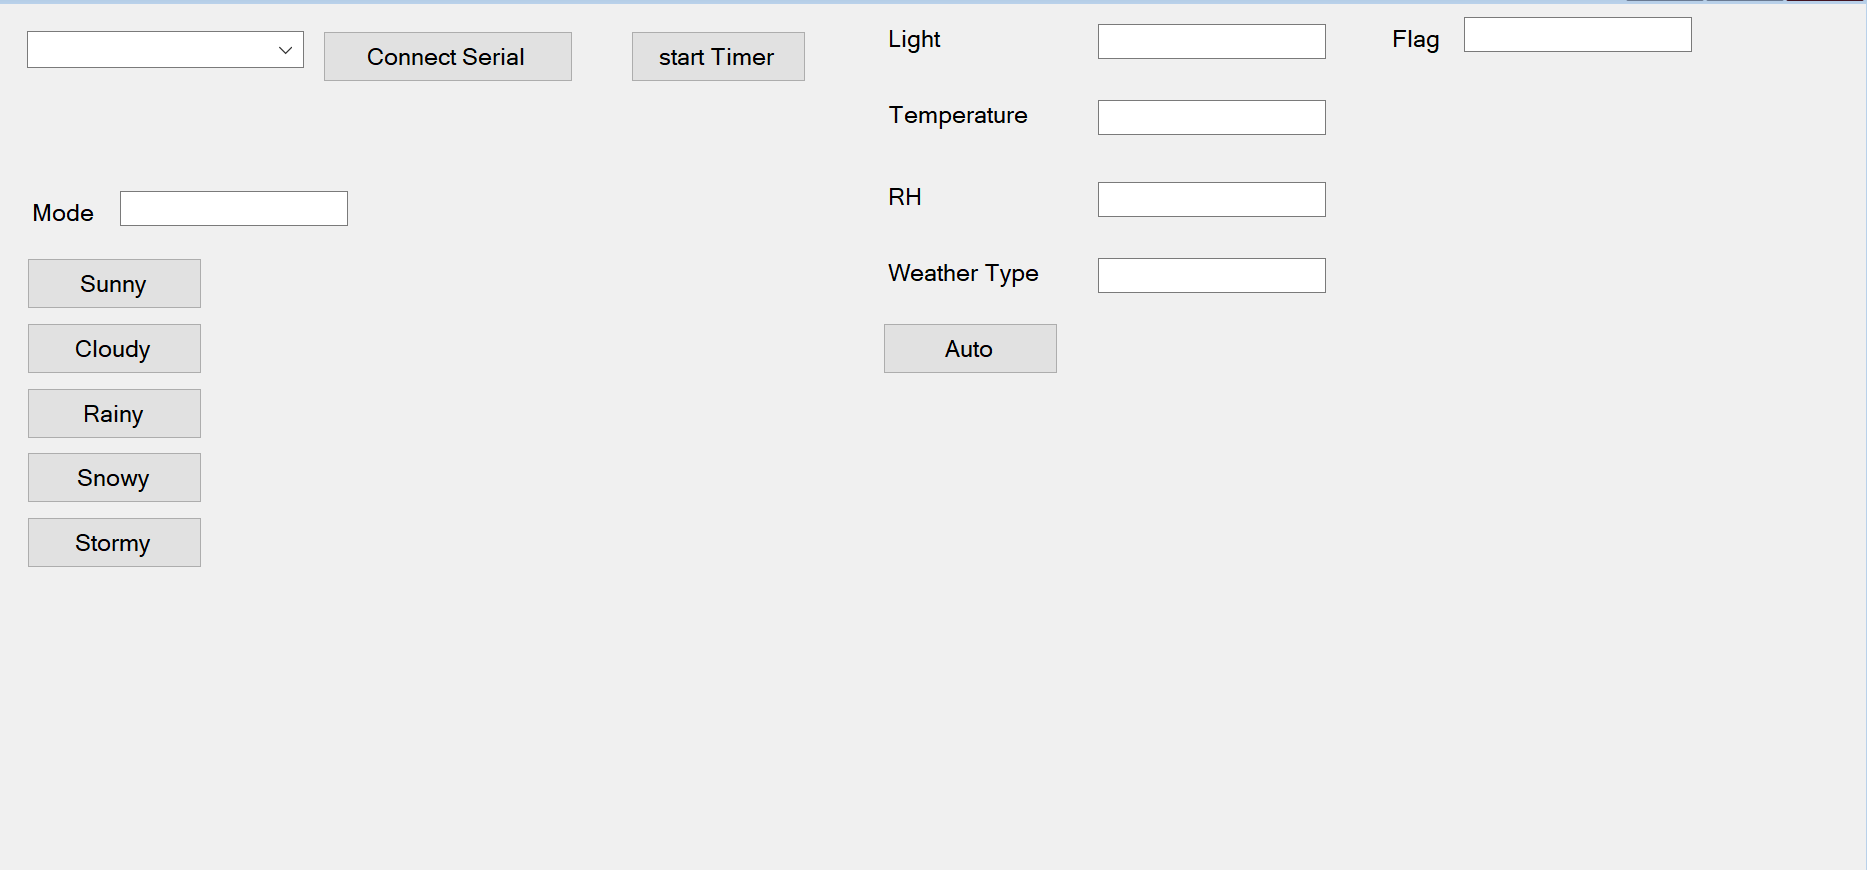 Connect Serial
start Timer
Light
Flag
Temperature
RH
Mode
Weather Type
Sunny
Cloudy
Auto
Rainy
Snowy
Stormy